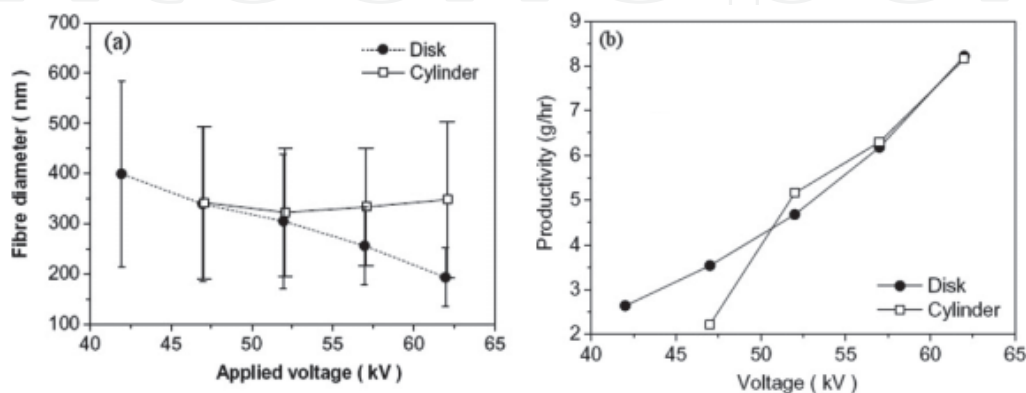 (a)
Disk
Cylinder
Fibre diameter ( nm )
700
600
500
400
300
200
100
40 45 50 55 60 65
Applied voltage ( kV )
(b)
Disk
Cylinder
Productivity (g/hr)
9
8
7
6
5
4
3
2
40 45 50 55 60 65
Voltage ( kV )